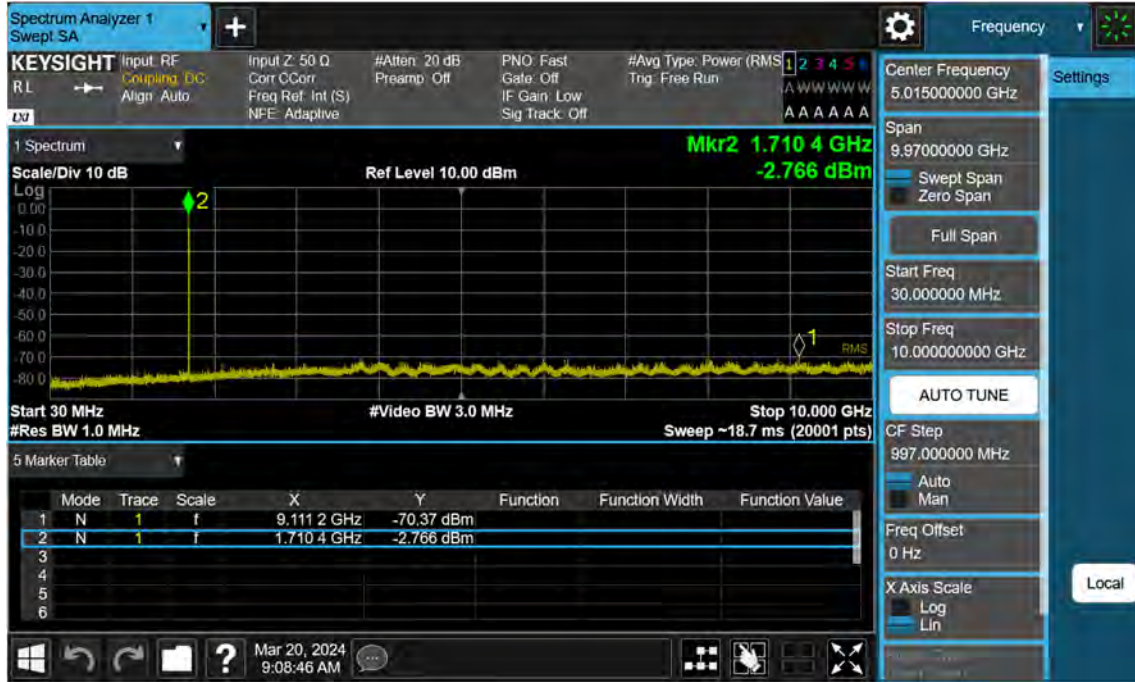 Spectrum Analyzer 1
Swept SA
Frequency
KEYSIGHT
RL
LXI
Input: RF
Coupling: DC
Align: Auto
Input Z: 50 Ω
Corr CCorr
Freq Ref: Int (S)
NFE: Adaptive
#Atten: 20 dB
Preamp: Off
PNO: Fast
Gate: Off
IF Gain: Low
Sig Track: Off
#Avg Type: Power (RMS
Trig: Free Run
1 2 3 4 5 6
A W W W W W
A A A A A A
1 Spectrum
Scale/Div 10 dB
Ref Level 10.00 dBm
Mkr2 1.710 4 GHz
-2.766 dBm
Log
0.00
-10.0
-20.0
-30.0
-40.0
-50.0
-60.0
-70.0
-80.0
2
1
RMS
Start 30 MHz
#Video BW 3.0 MHz
Stop 10.000 GHz
#Res BW 1.0 MHz
Sweep ~18.7 ms (20001 pts)
5 Marker Table
Mode Trace Scale X Y Function Function Width Function Value
1 N 1 f 9.111 2 GHz -70.37 dBm
2 N 1 f 1.710 4 GHz -2.766 dBm
3
4
5
6
Mar 20, 2024
9:08:46 AM
Center Frequency
5.015000000 GHz
Span
9.97000000 GHz
Swept Span
Zero Span
Full Span
Start Freq
30.000000 MHz
Stop Freq
10.000000000 GHz
AUTO TUNE
CF Step
997.000000 MHz
Auto
Man
Freq Offset
0 Hz
X Axis Scale
Log
Lin
Settings
Local